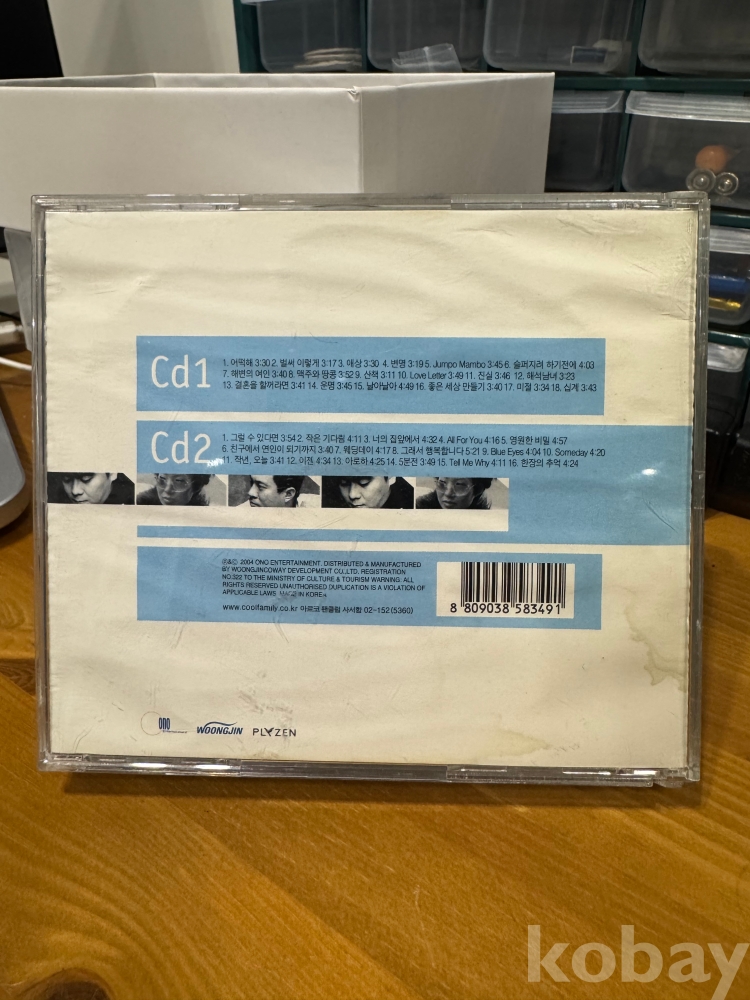 Cd1
1. 어떡해 3:30 2. 벌써 이렇게 3:17 3. 애상 3:30 4. 변명 3:19 5. Jumpo Mambo 3:45 6. 슬퍼지려 하기전에 4:03
7. 해변의 여인 3:40 8. 맥주와 땅콩 3:52 9. 산책 3:11 10. Love Letter 3:49 11. 진실 3:46 12. 해석남녀 3:23
13. 결혼을 할꺼라면 3:41 14. 운명 3:45 15. 날아날아 4:49 16. 좋은 세상 만들기 3:40 17. 미절 3:34 18. 십계 3:43
Cd2
1. 그럴 수 있다면 3:54 2. 작은 기다림 4:11 3. 너의 집앞에서 4:32 4. All For You 4:16 5. 영원한 비밀 4:57
6. 친구에서 연인이 되기까지 3:40 7. 웨딩데이 4:17 8. 그래서 행복합니다 5:21 9. Blue Eyes 4:04 10. Someday 4:20
11. 작년, 오늘 3:41 12. 이젠 4:34 13. 아로하 4:25 14. 5분전 3:49 15. Tell Me Why 4:11 16. 한장의 추억 4:24
℗&© 2004 ONO ENTERTAINMENT. DISTRIBUTED & MANUFACTURED
BY WOONGJINCOWAY DEVELOPMENT CO.,LTD. REGISTRATION
NO.322 TO THE MINISTRY OF CULTURE & TOURISM WARNING: ALL
RIGHTS RESERVED UNAUTHORISED DUPLICATION IS A VIOLATION OF
APPLICABLE LAWS. MADE IN KOREA
www.coolfamily.co.kr 아르코 팬클럽 사서함 02-152 (5360)
8 809038 583491
ONO
WOONGJIN
PLYZEN
kobay